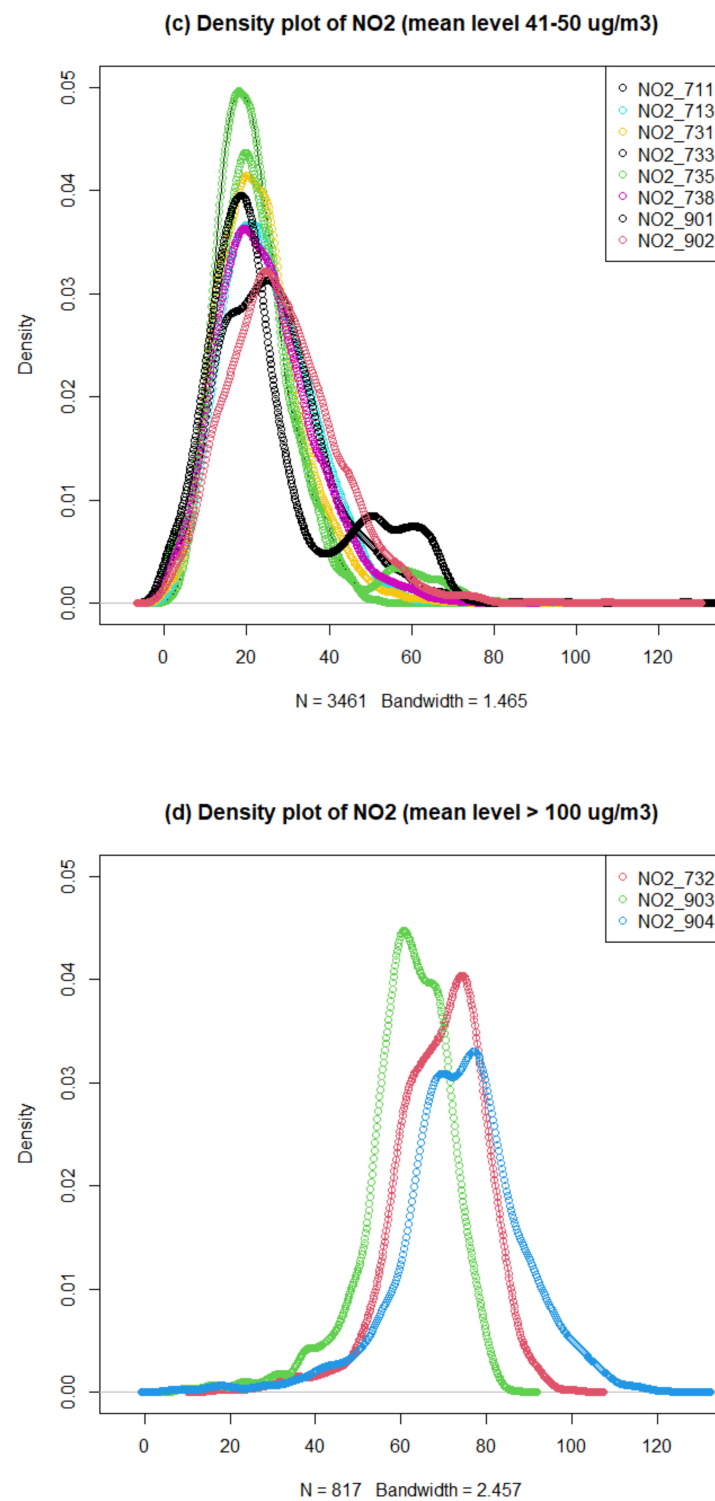 (c) Density plot of NO2 (mean level 41-50 ug/m3)
NO2_711
NO2_713
NO2_731
NO2_733
NO2_735
NO2_738
NO2_901
NO2_902
0.05
0.04
0.03
0.02
0.01
0.00
Density
0 20 40 60 80 100 120
N = 3461 Bandwidth = 1.465
(d) Density plot of NO2 (mean level > 100 ug/m3)
NO2_732
NO2_903
NO2_904
0.05
0.04
0.03
0.02
0.01
0.00
Density
0 20 40 60 80 100 120
N = 817 Bandwidth = 2.457